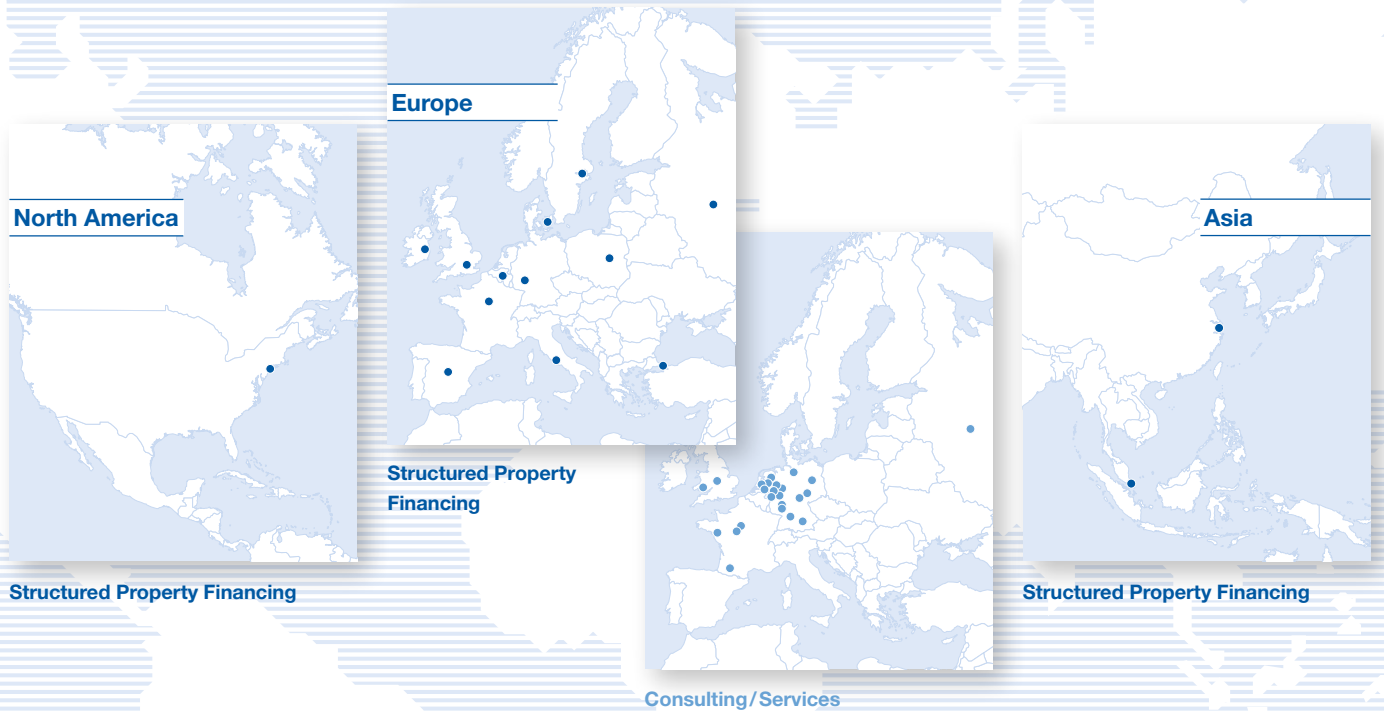 Europe
North America
Asia
Structured Property
Financing
Structured Property Financing
Structured Property Financing
Consulting/Services